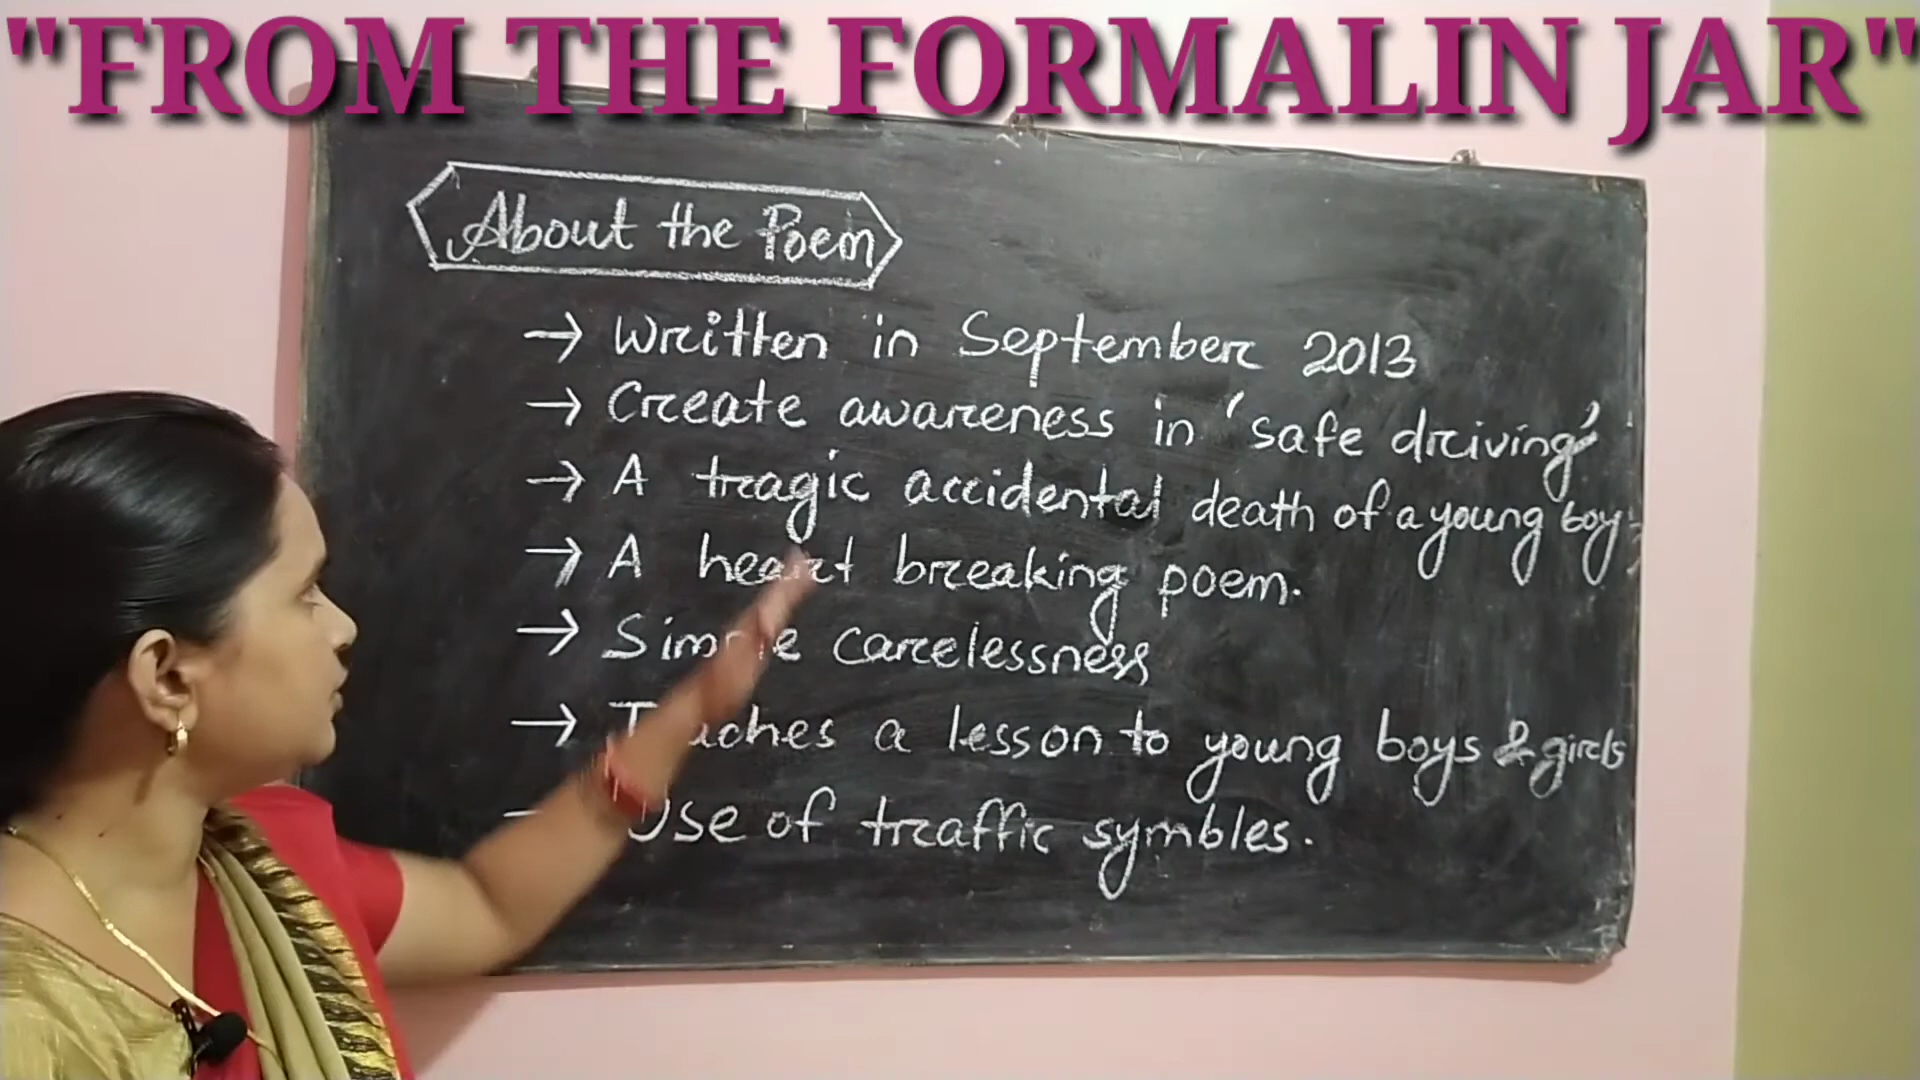 "FROM THE FORMALIN JAR"
About the Poem
→ Written in September 2013
→ Create awareness in 'safe driving'
→ A tragic accidental death of a young boy
→ A heart breaking poem.
→ Simple carelessness
→ Teaches a lesson to young boys & girls
Use of traffic symbles.